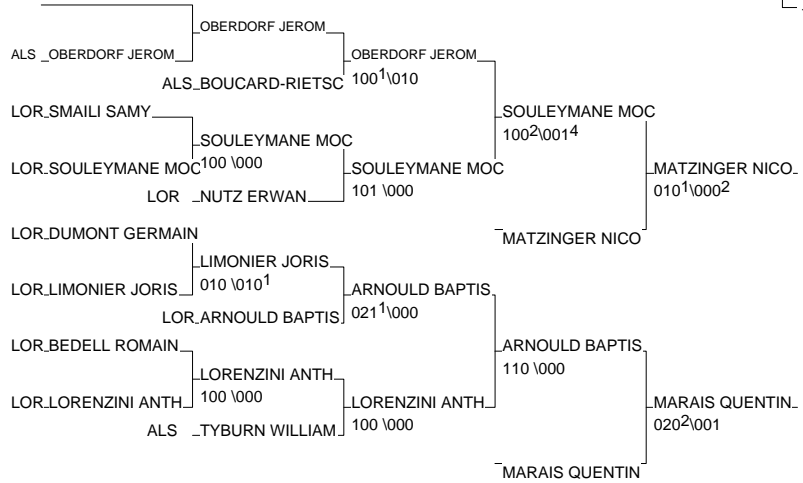 OBERDORF JEROM
ALS OBERDORF JEROM
OBERDORF JEROM
ALS BOUCARD-RIETSC
100¹\010
LOR SMAILI SAMY
SOULEYMANE MOC
100²\001⁴
SOULEYMANE MOC
100 \000
LOR SOULEYMANE MOC
SOULEYMANE MOC
101 \000
MATZINGER NICO
010¹\000²
LOR NUTZ ERWAN
LOR DUMONT GERMAIN
MATZINGER NICO
LIMONIER JORIS
010 \010¹
LOR LIMONIER JORIS
ARNOULD BAPTIS
021¹\000
LOR ARNOULD BAPTIS
LOR BEDELL ROMAIN
ARNOULD BAPTIS
110 \000
LORENZINI ANTH
100 \000
LOR LORENZINI ANTH
LORENZINI ANTH
100 \000
MARAIS QUENTIN
020²\001
ALS TYBURN WILLIAM
MARAIS QUENTIN